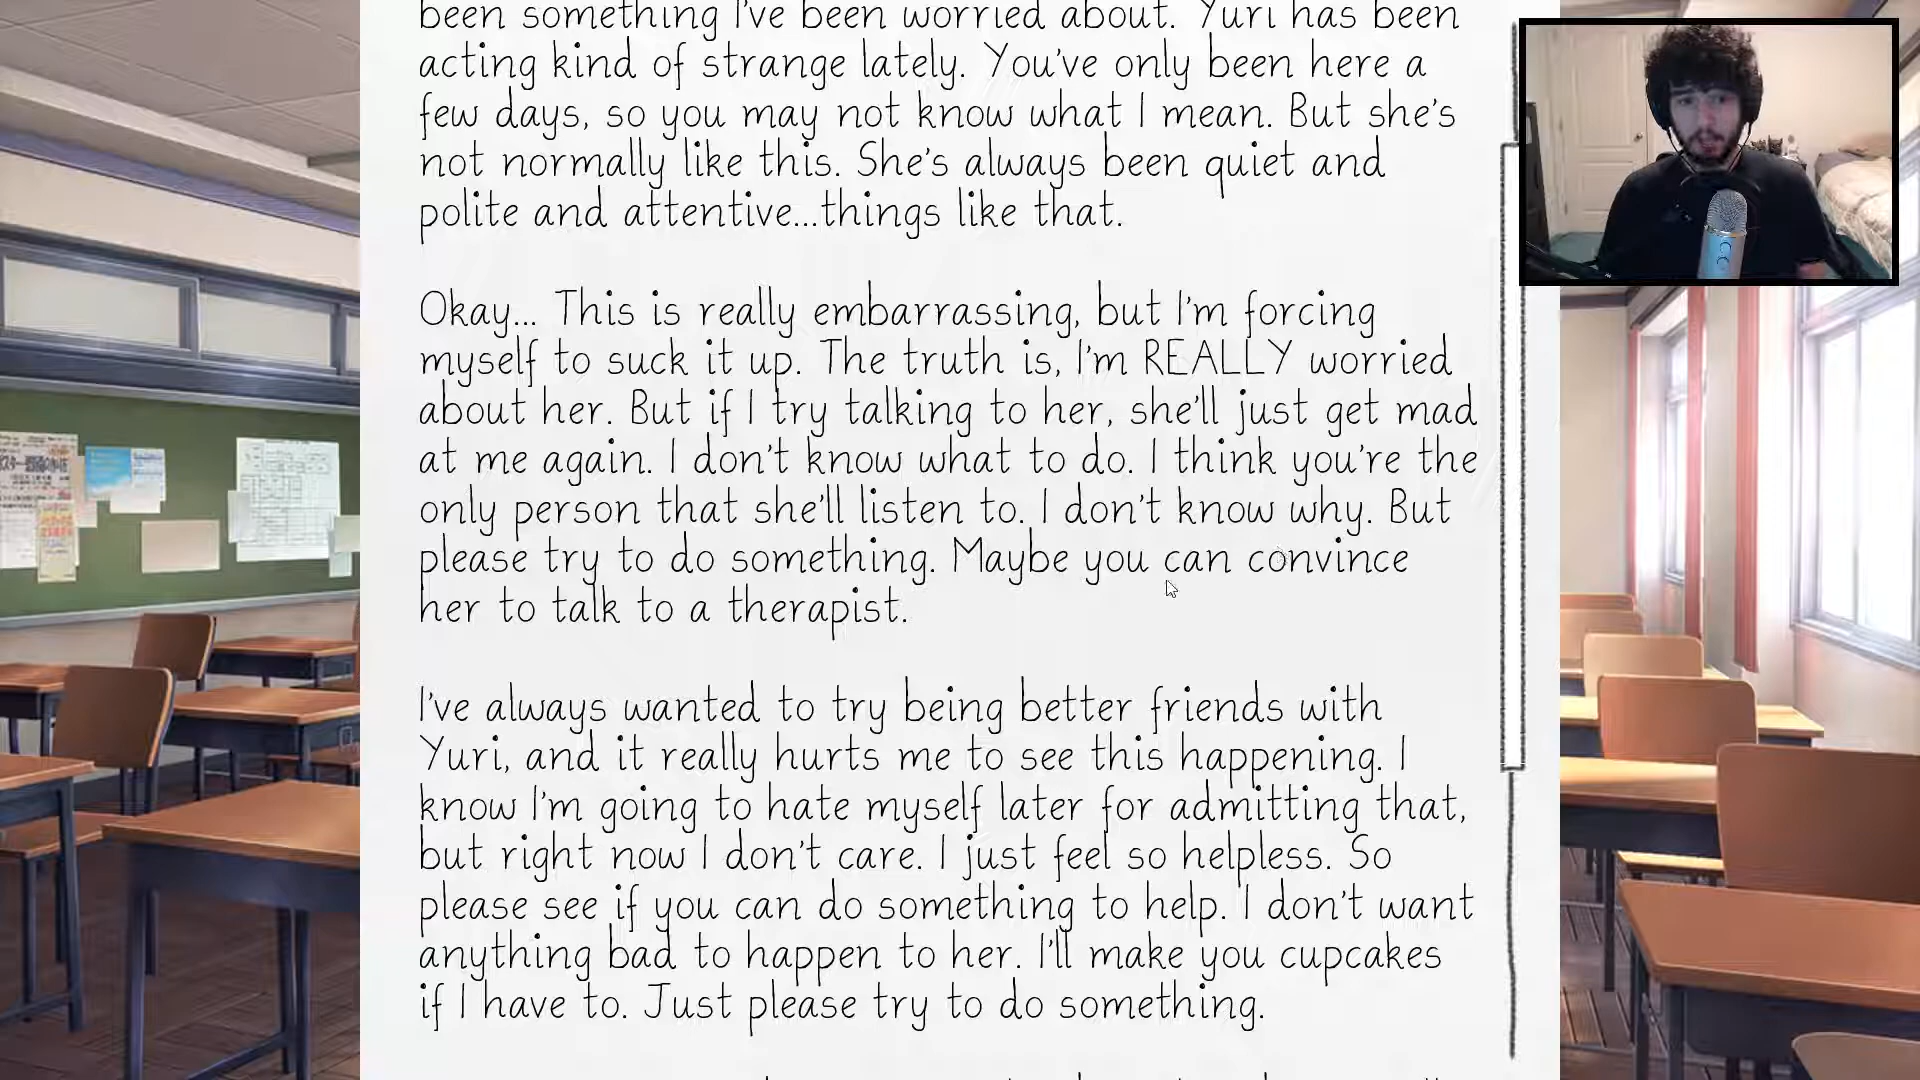 been something I've been worried about. Yuri has been
acting kind of strange lately. You've only been here a
few days, so you may not know what I mean. But she's
not normally like this. She's always been quiet and
polite and attentive...things like that.
Okay... This is really embarrassing, but I'm forcing
myself to suck it up. The truth is, I'm REALLY worried
about her. But if I try talking to her, she'll just get mad
at me again. I don't know what to do. I think you're the
only person that she'll listen to. I don't know why. But
please try to do something. Maybe you can convince
her to talk to a therapist.
I've always wanted to try being better friends with
Yuri, and it really hurts me to see this happening. I
know I'm going to hate myself later for admitting that,
but right now I don't care. I just feel so helpless. So
please see if you can do something to help. I don't want
anything bad to happen to her. I'll make you cupcakes
if I have to. Just please try to do something.